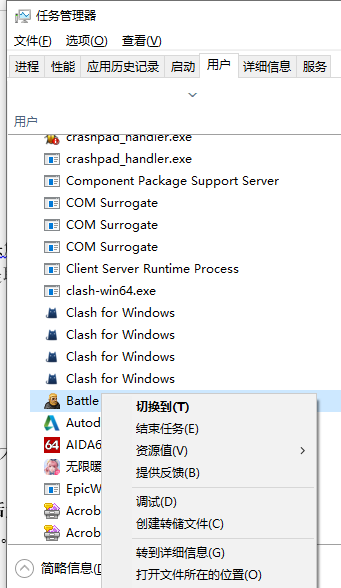 任务管理器
文件(F) 选项(O) 查看(V)
进程 性能 应用历史记录 启动 用户 详细信息 服务
用户
crashpad_handler.exe
crashpad_handler.exe
Component Package Support Server
COM Surrogate
COM Surrogate
COM Surrogate
Client Server Runtime Process
clash-win64.exe
Clash for Windows
Clash for Windows
Clash for Windows
Clash for Windows
Battle
切换到(T)
Autod
结束任务(E)
64 AIDA6
资源值(V)
无限暖
提供反馈(B)
EpicW
调试(D)
Acrob
创建转储文件(C)
Acrob
转到详细信息(G)
简略信息(D
打开文件所在的位置(O)